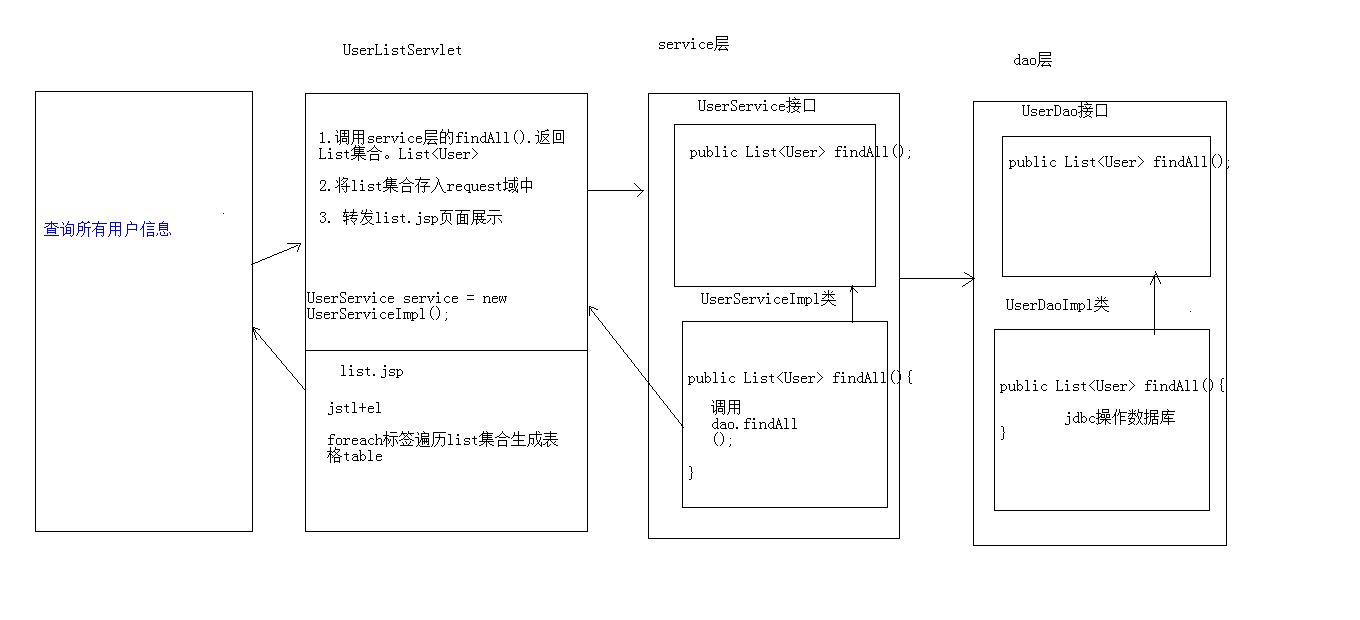 UserListServlet
service层
dao层
查询所有用户信息
1.调用service层的findAll().返回
List集合。List<User>
2.将list集合存入request域中
3. 转发list.jsp页面展示
UserService service = new
UserServiceImpl();
list.jsp
jstl+el
foreach标签遍历list集合生成表
格table
UserService接口
public List<User> findAll();
UserServiceImpl类
public List<User> findAll(){
调用
dao.findAll
();
}
UserDao接口
public List<User> findAll();
UserDaoImpl类
public List<User> findAll(){
jdbc操作数据库
}